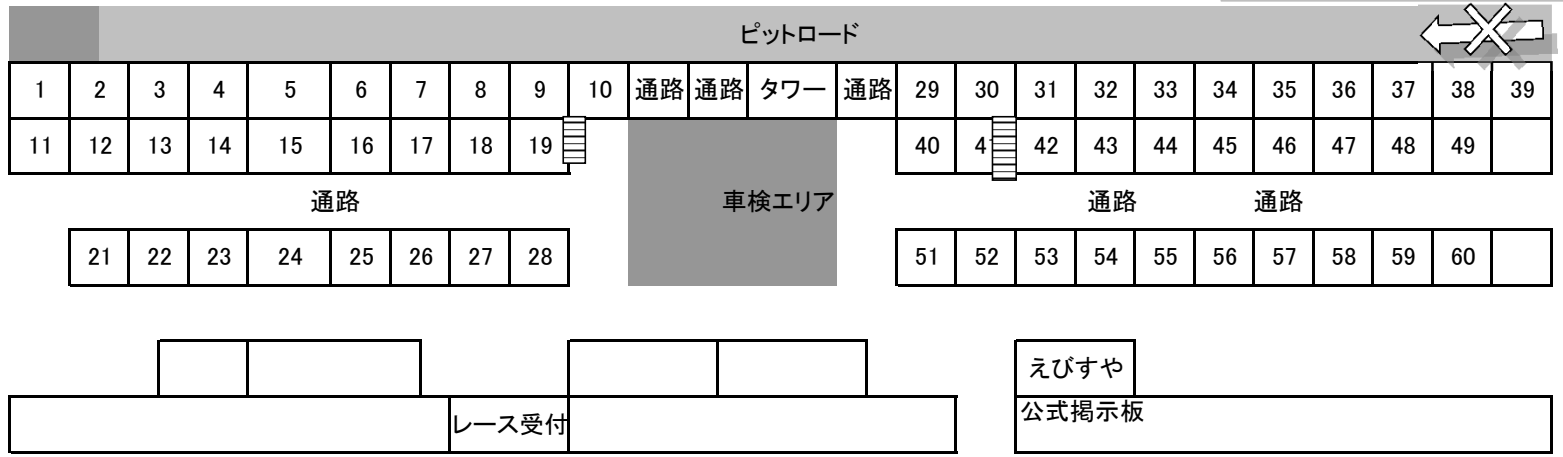 ピットロード
1 2 3 4 5 6 7 8 9 10 通路 通路 タワー 通路 29 30 31 32 33 34 35 36 37 38 39
11 12 13 14 15 16 17 18 19 40 41 42 43 44 45 46 47 48 49
通路 車検エリア 通路 通路
21 22 23 24 25 26 27 28 51 52 53 54 55 56 57 58 59 60
えびすや
レース受付 公式掲示板